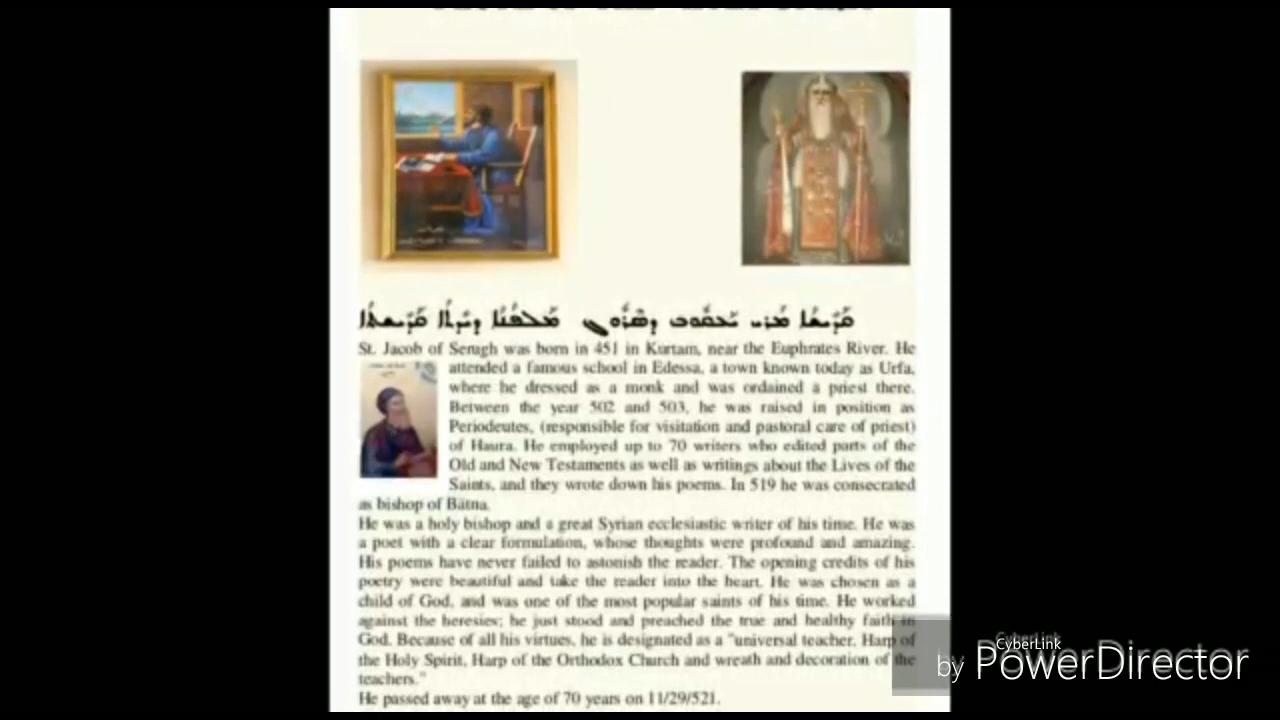 ܩܰܕܝܫܳܐ ܡܳܪܝ ܝܰܥܩܽܘܒ ܕܰܣܪܽܘܓ ܡܰܠܦܳܢܳܐ ܕܥܺܕܬܳܐ ܩܰܕܝܫܬܳܐ
St. Jacob of Serugh was born in 451 in Kurtam, near the Euphrates River. He
attended a famous school in Edessa, a town known today as Urfa,
where he dressed as a monk and was ordained a priest there.
Between the year 502 and 503, he was raised in position as
Periodeutes, (responsible for visitation and pastoral care of priest)
of Haura. He employed up to 70 writers who edited parts of the
Old and New Testaments as well as writings about the Lives of the
Saints, and they wrote down his poems. In 519 he was consecrated
as bishop of Batna.
He was a holy bishop and a great Syrian ecclesiastic writer of his time. He was
a poet with a clear formulation, whose thoughts were profound and amazing.
His poems have never failed to astonish the reader. The opening credits of his
poetry were beautiful and take the reader into the heart. He was chosen as a
child of God, and was one of the most popular saints of his time. He worked
against the heresies; he just stood and preached the true and healthy faith in
God. Because of all his virtues, he is designated as a "universal teacher, Harp of
the Holy Spirit, Harp of the Orthodox Church and wreath and decoration of the
teachers."
He passed away at the age of 70 years on 11/29/521.
CyberLink
by PowerDirector